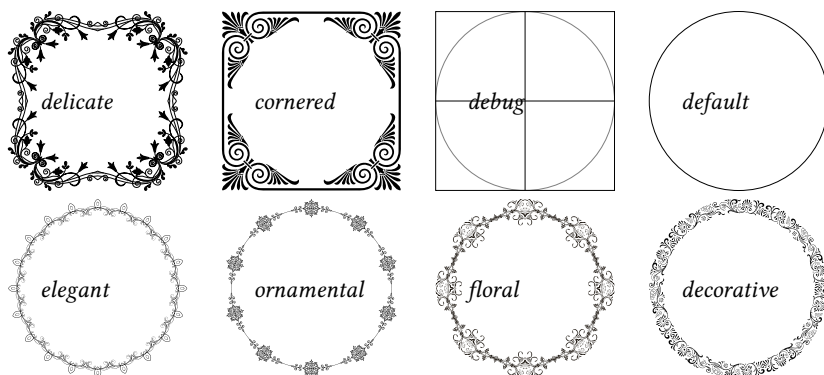 delicate cornered debug default
elegant ornamental floral decorative